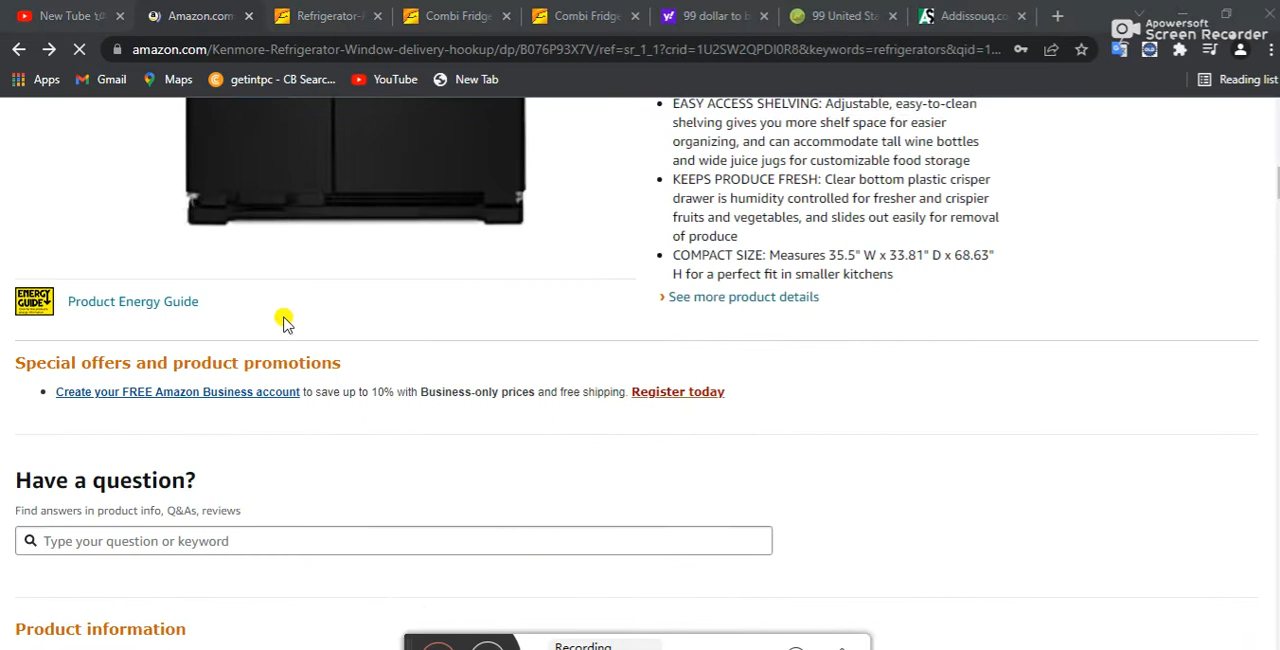 New Tube
Amazon.com
Refrigerator-
Combi Fridge
Combi Fridge
99 dollar to b
99 United Sta
Addissouq.c
Apowersoft
Screen Recorder
amazon.com/Kenmore-Refrigerator-Window-delivery-hookup/dp/B076P93X7V/ref=sr_1_1?crid=1U2SW2QPDI0R8&keywords=refrigerators&qid=1...
Apps
Gmail
Maps
getintpc - CB Searc...
YouTube
New Tab
Reading list
EASY ACCESS SHELVING: Adjustable, easy-to-clean
shelving gives you more shelf space for easier
organizing, and can accommodate tall wine bottles
and wide juice jugs for customizable food storage
KEEPS PRODUCE FRESH: Clear bottom plastic crisper
drawer is humidity controlled for fresher and crispier
fruits and vegetables, and slides out easily for removal
of produce
COMPACT SIZE: Measures 35.5" W x 33.81" D x 68.63"
H for a perfect fit in smaller kitchens
› See more product details
ENERGY
GUIDE
Product Energy Guide
Special offers and product promotions
Create your FREE Amazon Business account to save up to 10% with Business-only prices and free shipping. Register today
Have a question?
Find answers in product info, Q&As, reviews
Type your question or keyword
Product information
Recording